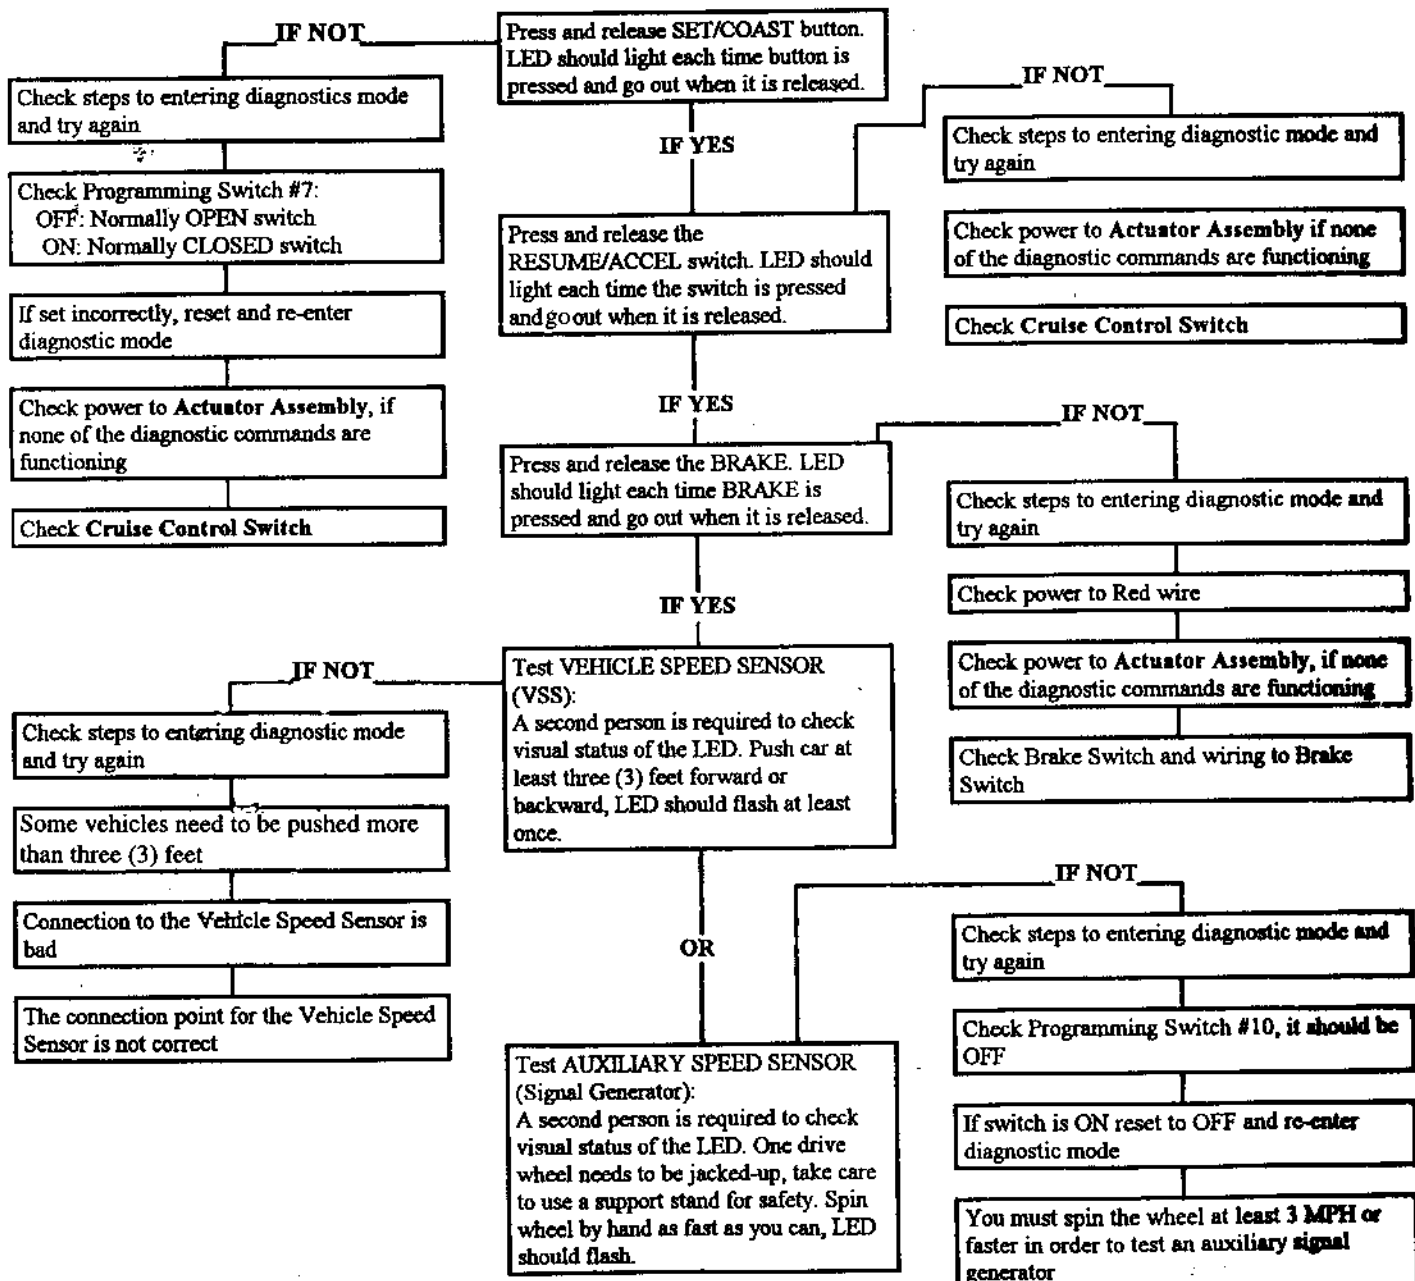 IF NOT
Press and release SET/COAST button.
LED should light each time button is
pressed and go out when it is released.
Check steps to entering diagnostics mode
and try again
Check Programming Switch #7:
OFF: Normally OPEN switch
ON: Normally CLOSED switch
If set incorrectly, reset and re-enter
diagnostic mode
Check power to Actuator Assembly, if
none of the diagnostic commands are
functioning
Check Cruise Control Switch
IF YES
Press and release the
RESUME/ACCEL switch. LED should
light each time the switch is pressed
and go out when it is released.
IF NOT
Check steps to entering diagnostic mode and
try again
Check power to Actuator Assembly if none
of the diagnostic commands are functioning
Check Cruise Control Switch
IF YES
Press and release the BRAKE. LED
should light each time BRAKE is
pressed and go out when it is released.
IF NOT
Check steps to entering diagnostic mode and
try again
Check power to Red wire
Check power to Actuator Assembly, if none
of the diagnostic commands are functioning
Check Brake Switch and wiring to Brake
Switch
IF YES
Test VEHICLE SPEED SENSOR
(VSS):
A second person is required to check
visual status of the LED. Push car at
least three (3) feet forward or
backward, LED should flash at least
once.
IF NOT
Check steps to entering diagnostic mode
and try again
Some vehicles need to be pushed more
than three (3) feet
Connection to the Vehicle Speed Sensor is
bad
The connection point for the Vehicle Speed
Sensor is not correct
OR
Test AUXILIARY SPEED SENSOR
(Signal Generator):
A second person is required to check
visual status of the LED. One drive
wheel needs to be jacked-up, take care
to use a support stand for safety. Spin
wheel by hand as fast as you can, LED
should flash.
IF NOT
Check steps to entering diagnostic mode and
try again
Check Programming Switch #10, it should be
OFF
If switch is ON reset to OFF and re-enter
diagnostic mode
You must spin the wheel at least 3 MPH or
faster in order to test an auxiliary signal
generator